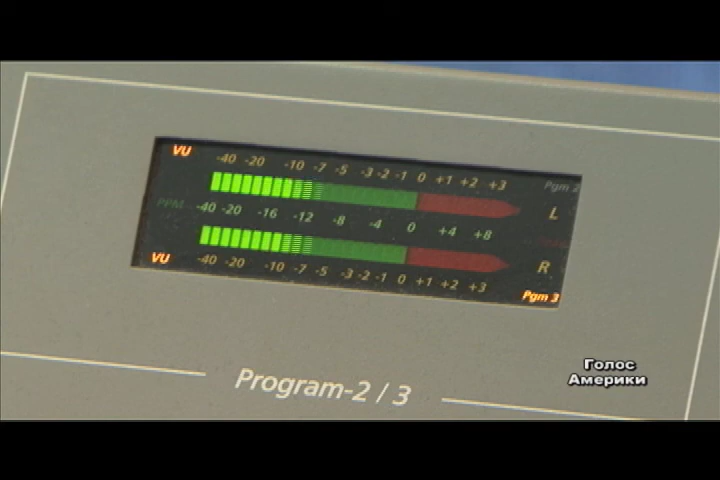 VU -40 -20 -10 -7 -5 -3 -2 -1 0 +1 +2 +3 Pgm 2
L
PPM -40 -20 -16 -12 -8 -4 0 +4 +8
R
VU -40 -20 -10 -7 -5 -3 -2 -1 0 +1 +2 +3 Pgm 3
Program-2 / 3
Голос
Америки